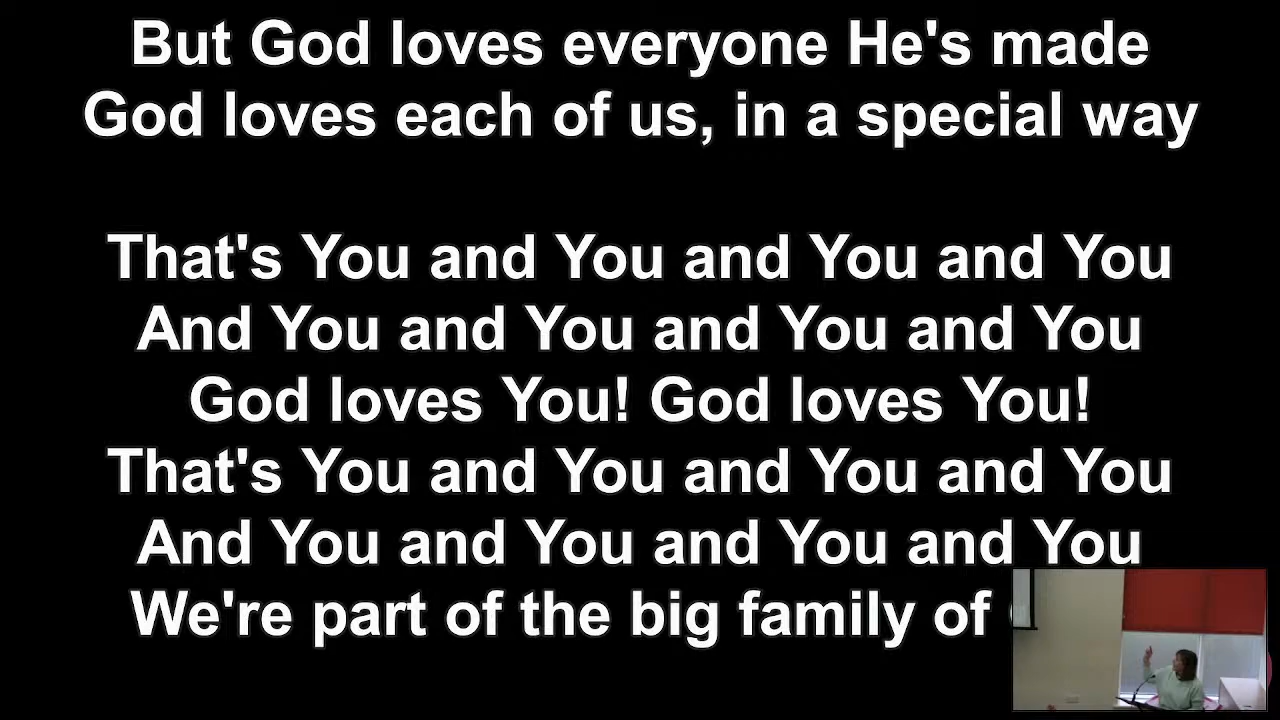 But God loves everyone He's made
God loves each of us, in a special way
That's You and You and You and You
And You and You and You and You
God loves You! God loves You!
That's You and You and You and You
And You and You and You and You
We're part of the big family of